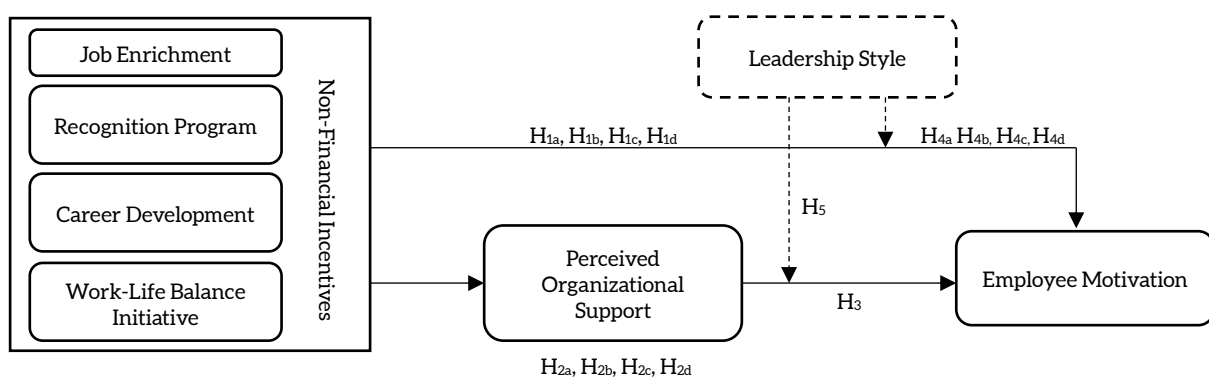 Job Enrichment
Recognition Program
Career Development
Work-Life Balance
Initiative
Non-Financial Incentives
Leadership Style
H1a, H1b, H1c, H1d
H4a H4b, H4c, H4d
H5
Perceived
Organizational
Support
H3
Employee Motivation
H2a, H2b, H2c, H2d